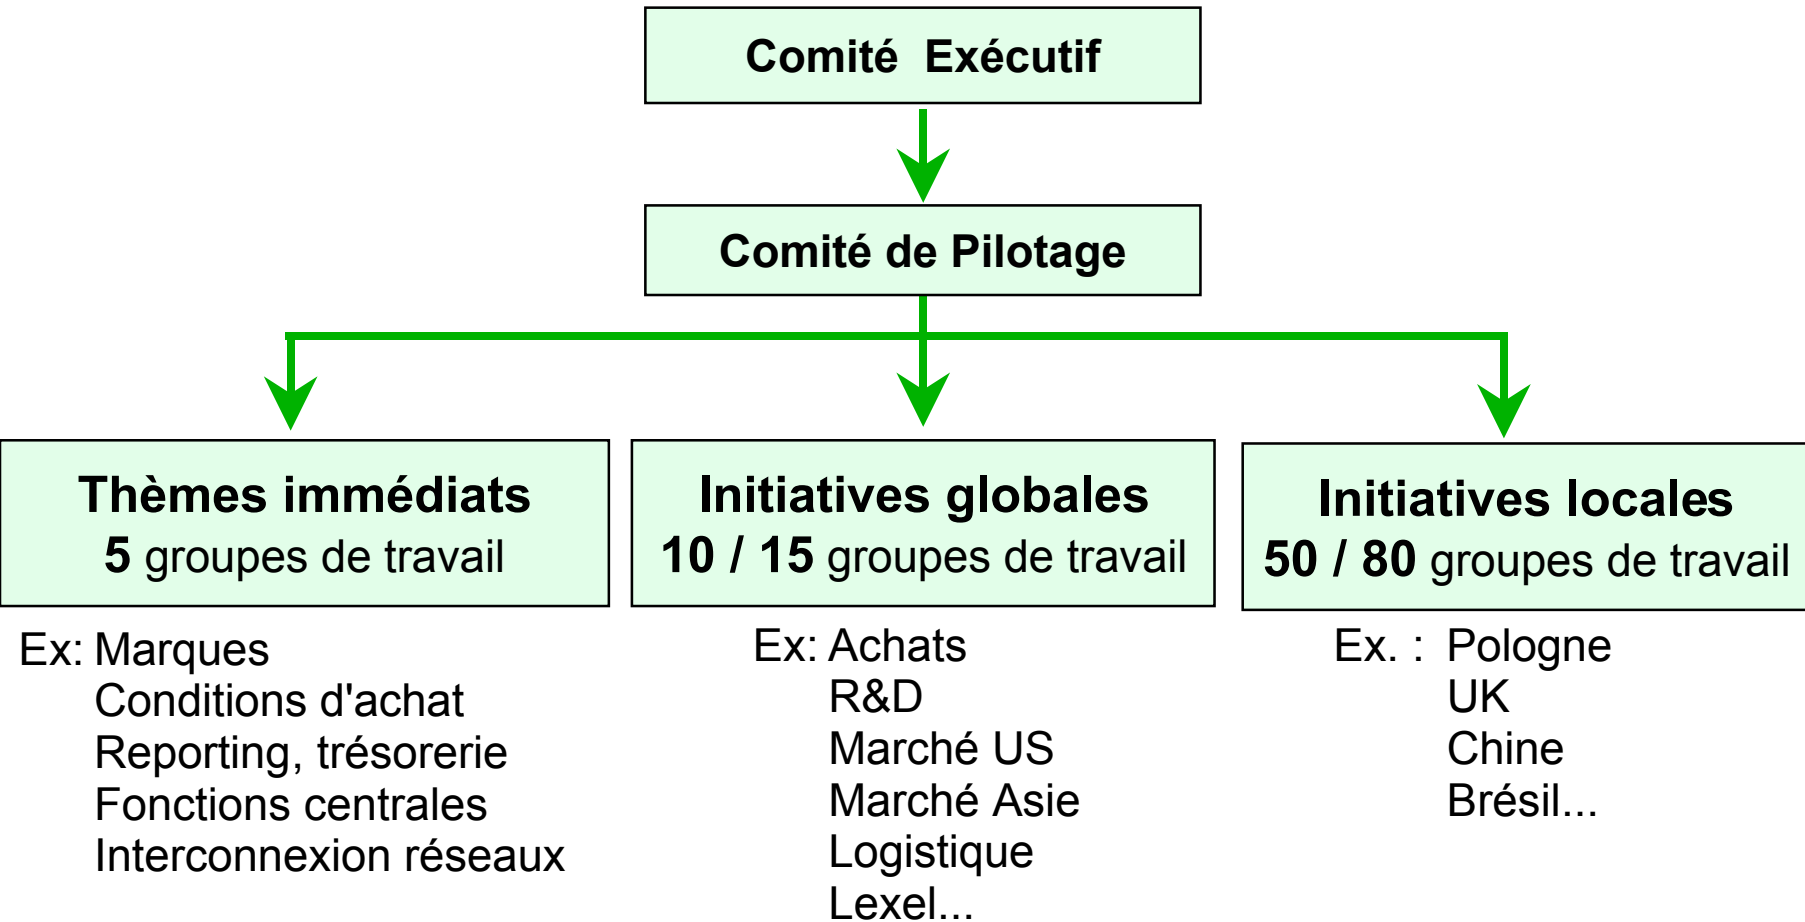 Comité Exécutif
Comité de Pilotage
Thèmes immédiats
5 groupes de travail
Ex: Marques
Conditions d'achat
Reporting, trésorerie
Fonctions centrales
Interconnexion réseaux
Initiatives globales
10 / 15 groupes de travail
Ex: Achats
R&D
Marché US
Marché Asie
Logistique
Lexel...
Initiatives locales
50 / 80 groupes de travail
Ex. : Pologne
UK
Chine
Brésil...